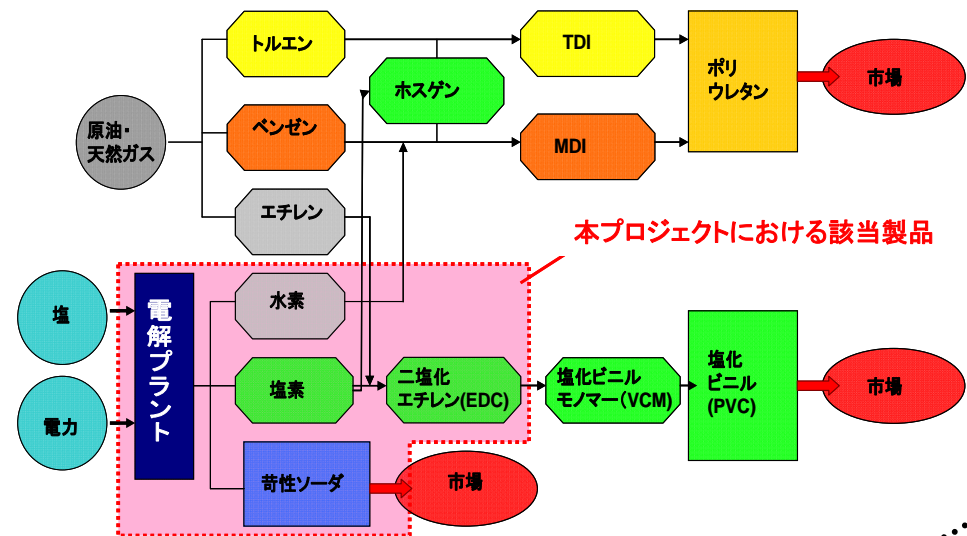 トルエン
TDI
ポリ
ウレタン
市場
ホスゲン
原油・
天然ガス
ベンゼン
MDI
エチレン
本プロジェクトにおける該当製品
塩
電解プラント
水素
塩素
二塩化
エチレン(EDC)
塩化ビニル
モノマー（VCM）
塩化
ビニル
(PVC)
市場
電力
苛性ソーダ
市場